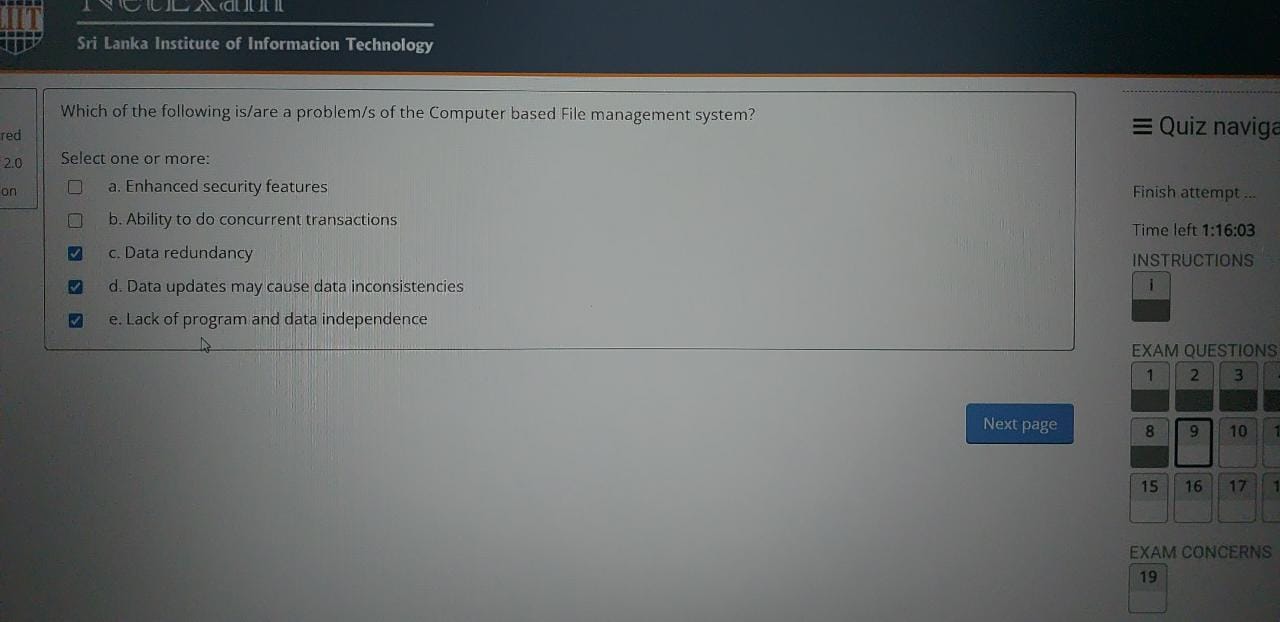 NetExam
Sri Lanka Institute of Information Technology
red
2.0
on
Which of the following is/are a problem/s of the Computer based File management system?
Select one or more:
a. Enhanced security features
b. Ability to do concurrent transactions
c. Data redundancy
d. Data updates may cause data inconsistencies
e. Lack of program and data independence
Next page
Quiz naviga
Finish attempt ...
Time left 1:16:03
INSTRUCTIONS
i
EXAM QUESTIONS
1 2 3
8 9 10
15 16 17
EXAM CONCERNS
19